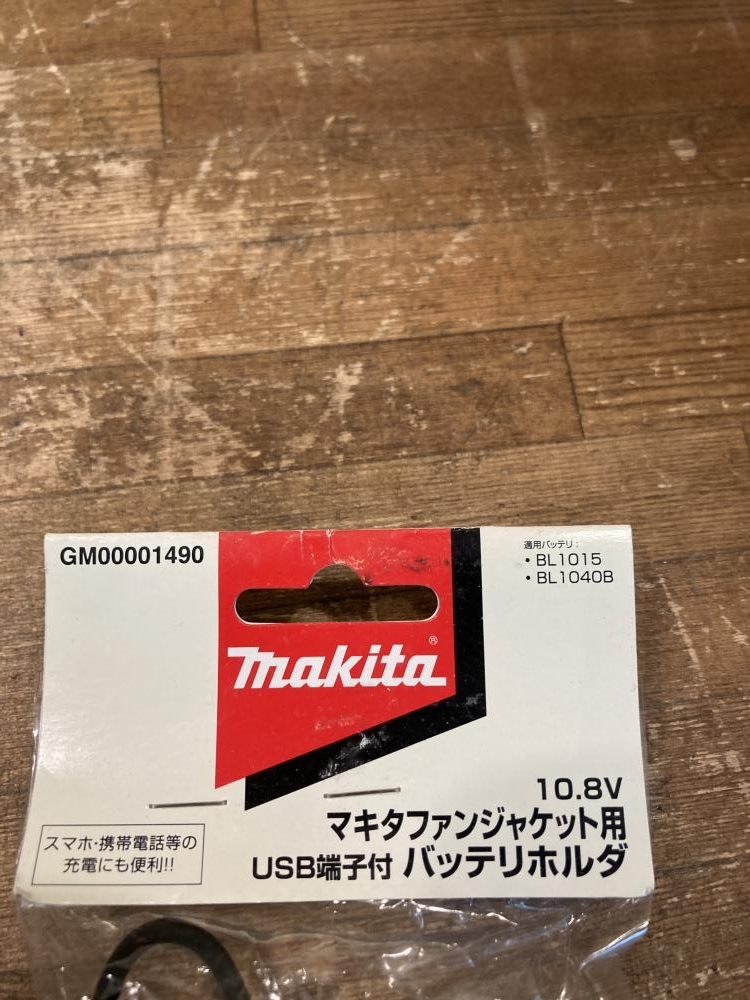 GM00001490
適用バッテリ:
・BL1015
・BL1040B
makita®
10.8V
マキタファンジャケット用
USB端子付 バッテリホルダ
スマホ・携帯電話等の
充電にも便利!!